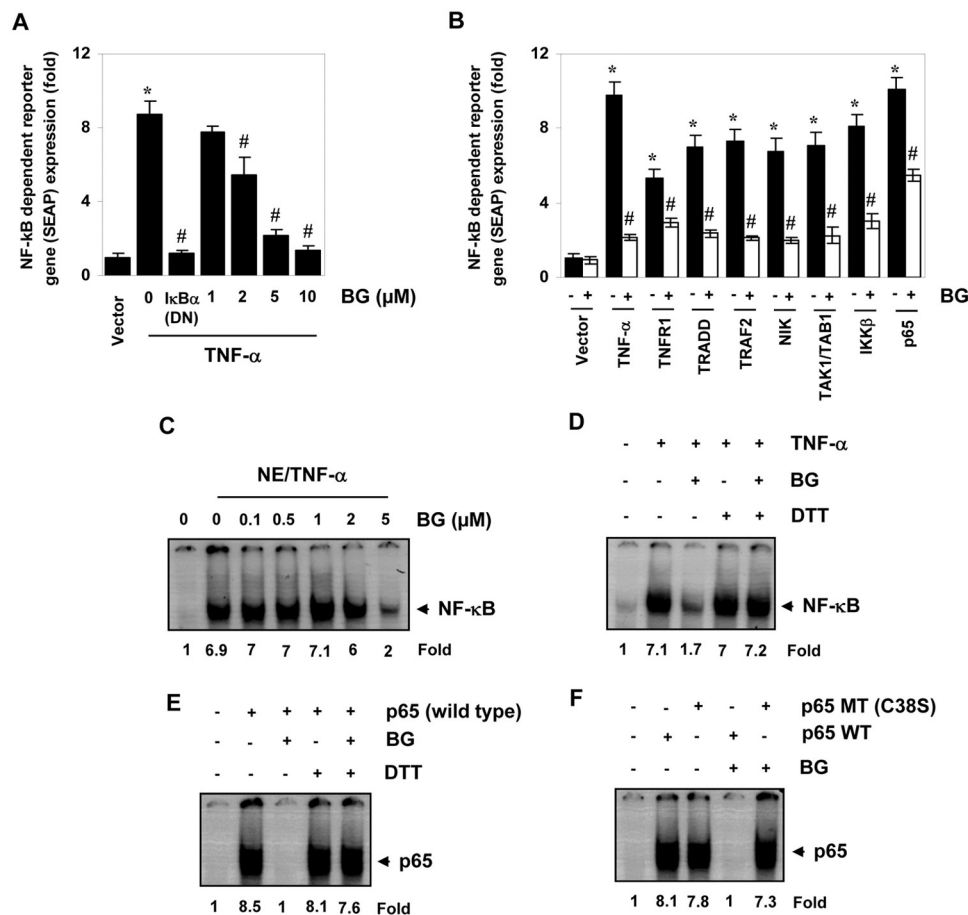 A
NF-kB dependent reporter
gene (SEAP) expression (fold)
12
8
4
0
*
#
#
#
#
Vector
0
IκBα
(DN)
1
2
5
10
BG (µM)
TNF-α
B
NF-kB dependent reporter
gene (SEAP) expression (fold)
12
8
4
0
* * * * * * * *
# # # # # # # #
- + - + - + - + - + - + - + - + - + BG
Vector
TNF-α
TNFR1
TRADD
TRAF2
NIK
TAK1/TAB1
IKKβ
p65
C
NE/TNF-α
0 0 0.1 0.5 1 2 5 BG (µM)
NF-κB
1 6.9 7 7 7.1 6 2 Fold
D
- + + + + TNF-α
- - + - + BG
- - - + + DTT
NF-κB
1 7.1 1.7 7 7.2 Fold
E
- + + + + p65 (wild type)
- - + - + BG
- - - + + DTT
p65
1 8.5 1 8.1 7.6 Fold
F
- - + - + p65 MT (C38S)
- + - + - p65 WT
- - - + + BG
p65
1 8.1 7.8 1 7.3 Fold